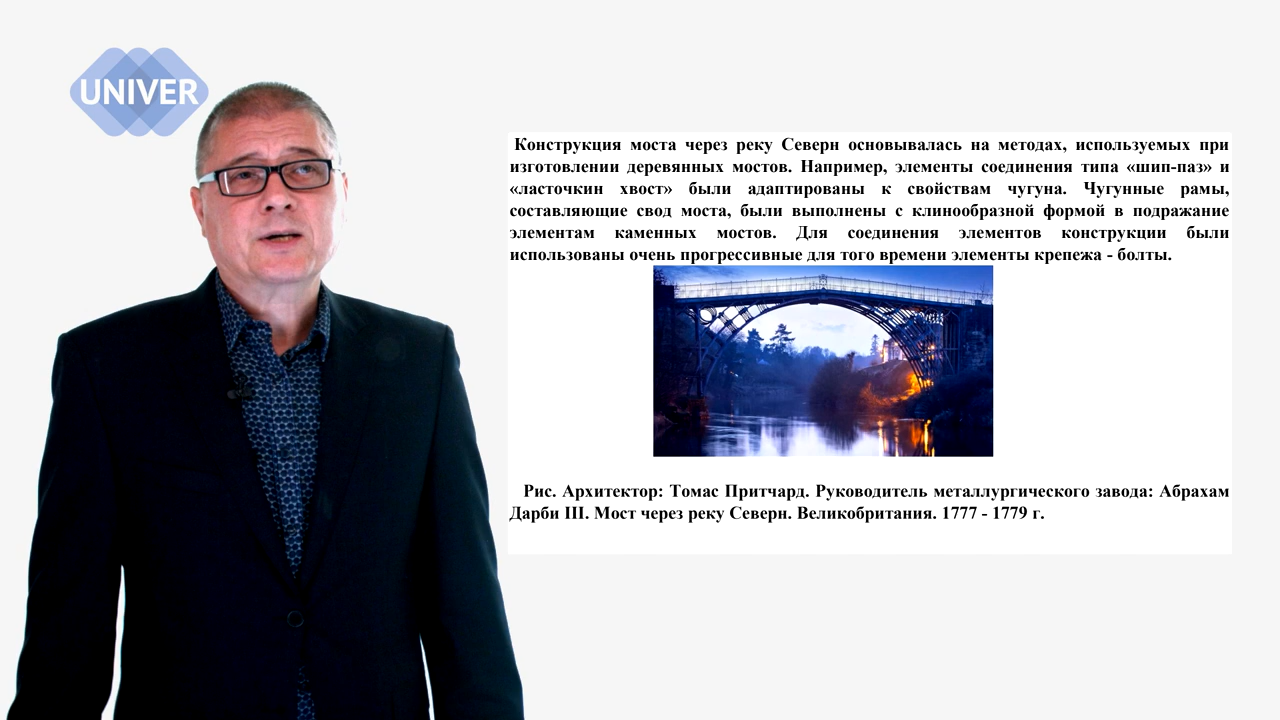 UNIVER
Конструкция моста через реку Северн основывалась на методах, используемых при
изготовлении деревянных мостов. Например, элементы соединения типа «шип-паз» и
«ласточкин хвост» были адаптированы к свойствам чугуна. Чугунные рамы,
составляющие свод моста, были выполнены с клинообразной формой в подражание
элементам каменных мостов. Для соединения элементов конструкции были
использованы очень прогрессивные для того времени элементы крепежа - болты.
Рис. Архитектор: Томас Притчард. Руководитель металлургического завода: Абрахам
Дарби III. Мост через реку Северн. Великобритания. 1777 - 1779 г.